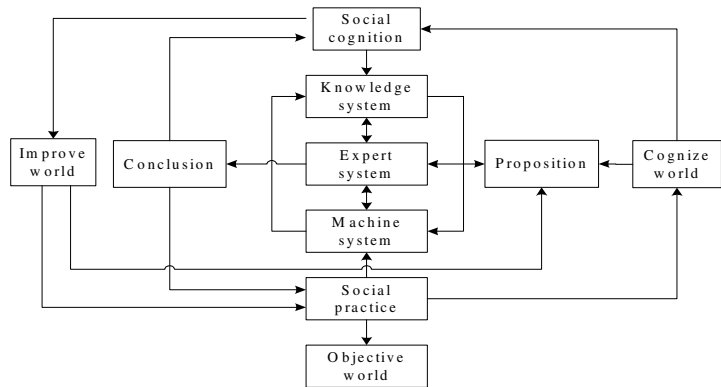 Social
cognition
Knowledge
system
Improve
world
Conclusion
Expert
system
Proposition
Cognize
world
Machine
system
Social
practice
Objective
world